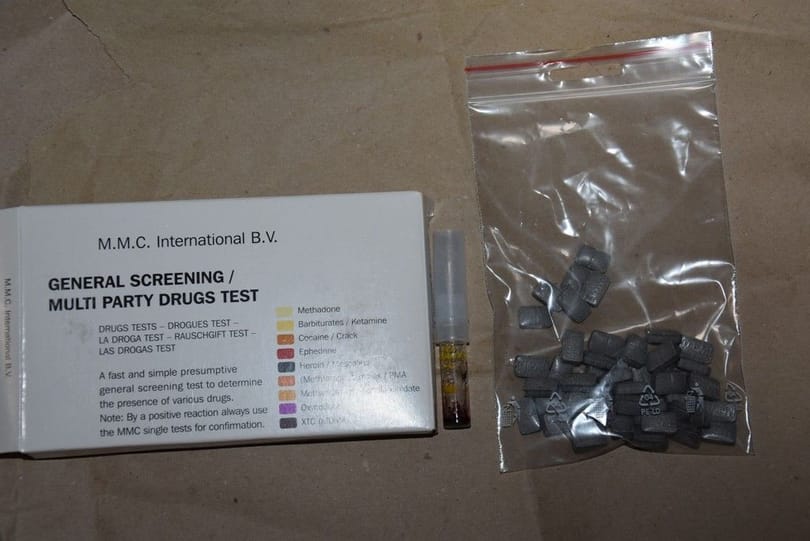 M.M.C. International B.V.
M.M.C. International B.V.
GENERAL SCREENING /
MULTI PARTY DRUGS TEST
DRUGS TESTS – DROGUES TEST –
LA DROGA TEST – RAUSCHGIFT TEST –
LAS DROGAS TEST
A fast and simple presumptive
general screening test to determine
the presence of various drugs.
Note: By a positive reaction always use
the MMC single tests for confirmation.
Methadone
Barbiturates / Ketamine
Cocaine / Crack
Ephedrine
Heroin /
/ PMA
XTC
PE-LD